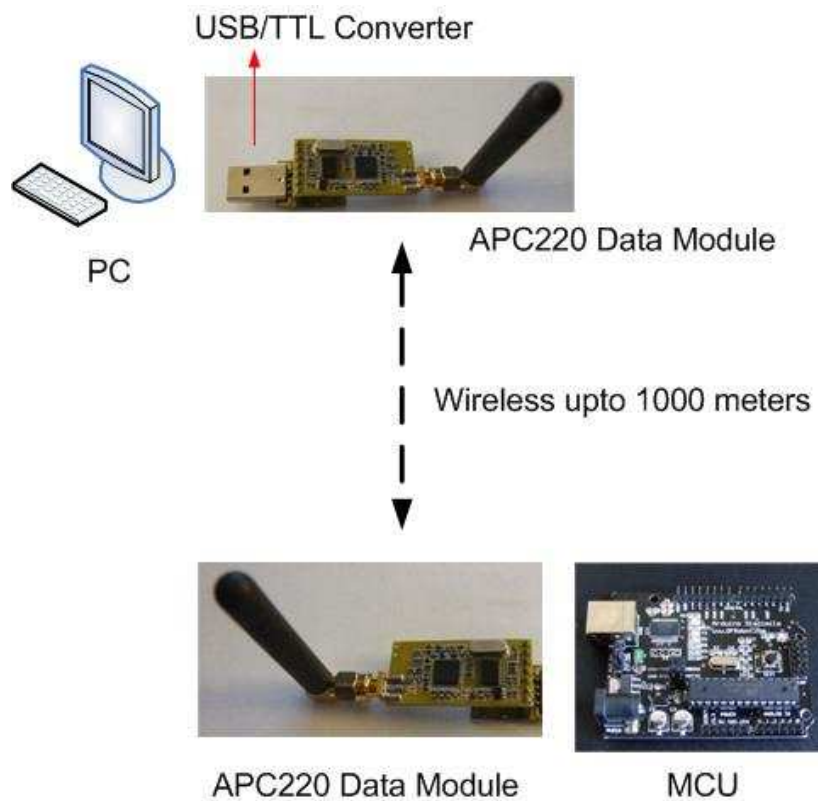 USB/TTL Converter
APC220 Data Module
PC
Wireless upto 1000 meters
APC220 Data Module
MCU